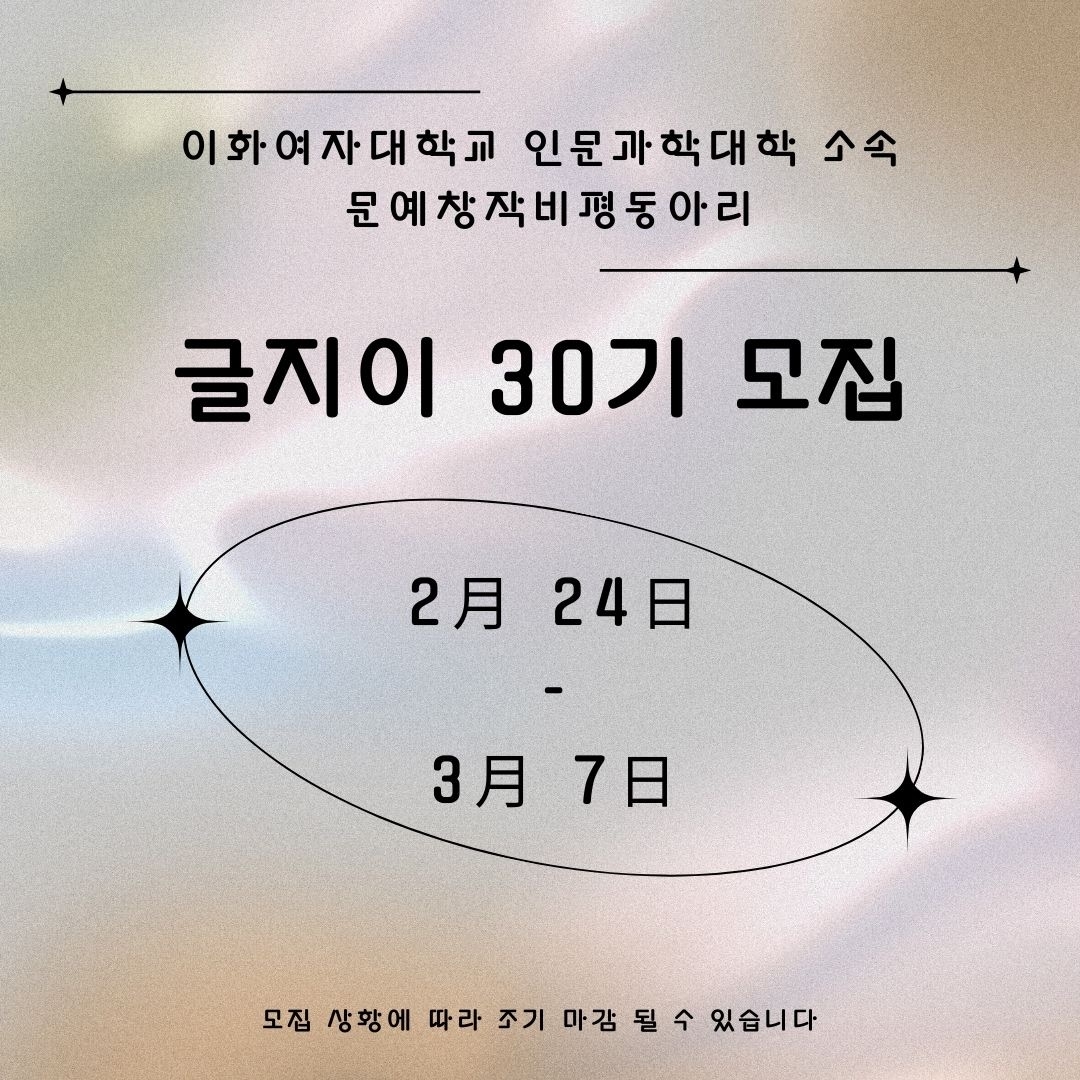 이화여자대학교 인문과학대학 소속
문예창작비평동아리
글지이 30기 모집
2月 24日
-
3月 7日
모집 상황에 따라 조기 마감 될 수 있습니다